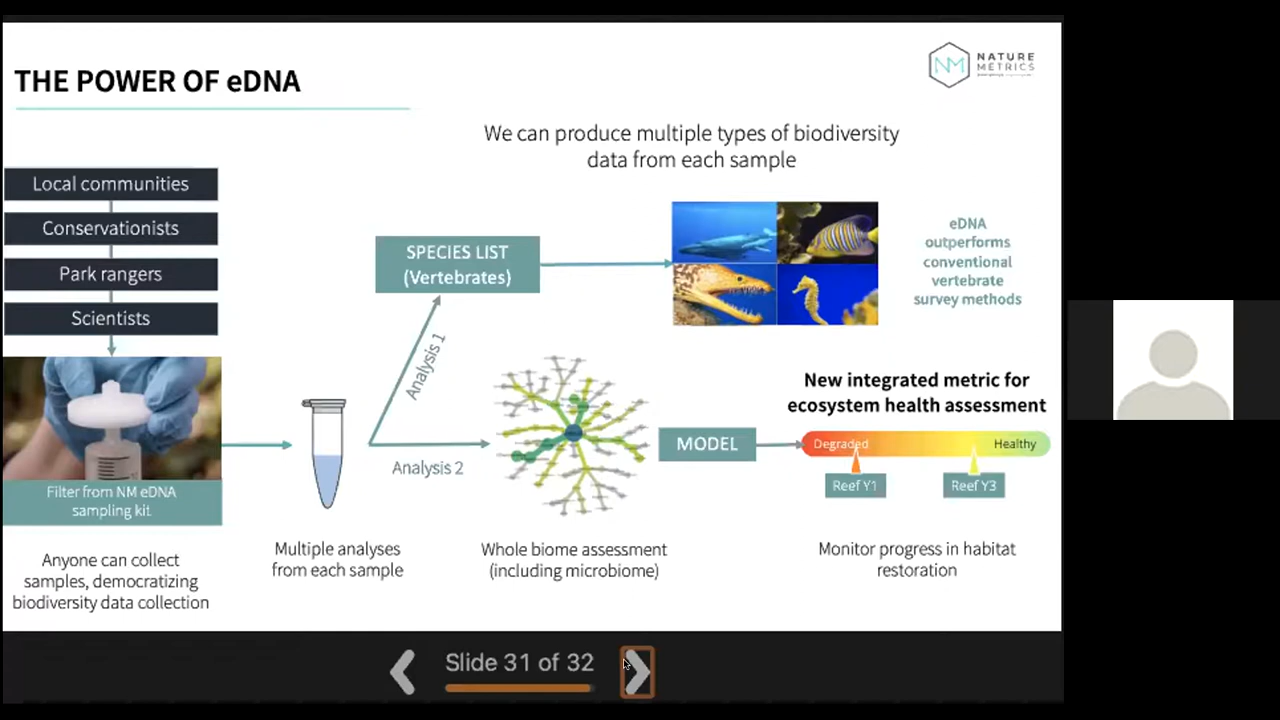 THE POWER OF eDNA
NATURE
METRICS
We can produce multiple types of biodiversity
data from each sample
Local communities
Conservationists
Park rangers
Scientists
SPECIES LIST
(Vertebrates)
eDNA
outperforms
conventional
vertebrate
survey methods
Analysis 1
Analysis 2
New integrated metric for
ecosystem health assessment
MODEL
Degraded
Healthy
Reef Y1
Reef Y3
Filter from NM eDNA
sampling kit
Anyone can collect
samples, democratizing
biodiversity data collection
Multiple analyses
from each sample
Whole biome assessment
(including microbiome)
Monitor progress in habitat
restoration
Slide 31 of 32